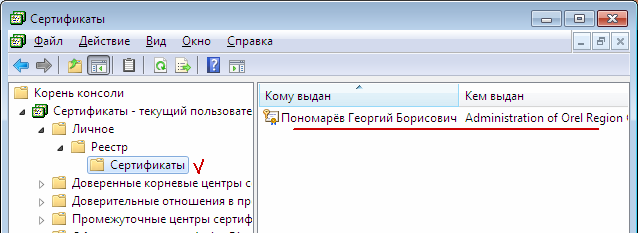 Сертификаты
Файл Действие Вид Окно Справка
Корень консоли
Сертификаты - текущий пользовате
Личное
Реестр
Сертификаты
Доверенные корневые центры с
Доверительные отношения в пр
Промежуточные центры сертиф
Кому выдан Кем выдан
Пономарёв Георгий Борисович Administration of Orel Region